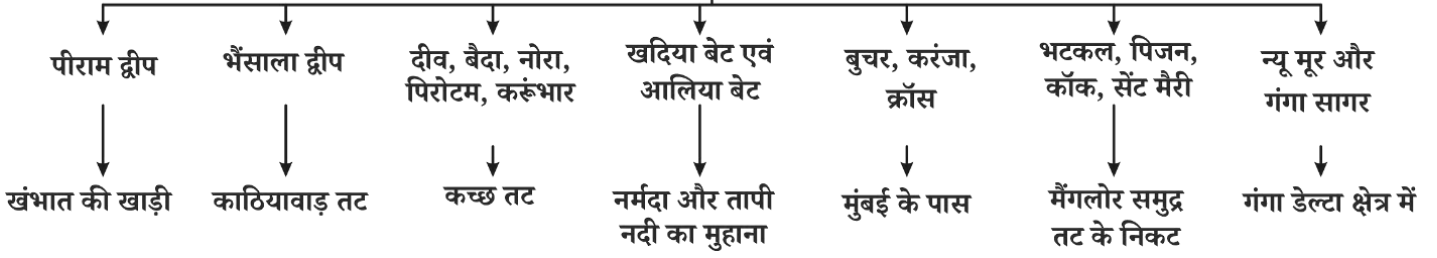 पीराम द्वीप
भैंसाला द्वीप
दीव, बैदा, नोरा,
पिरोटम, करूंभार
खदिया बेट एवं
आलिया बेट
बुचर, करंजा,
क्रॉस
भटकल, पिजन,
कॉक, सेंट मैरी
न्यू मूर और
गंगा सागर
खंभात की खाड़ी
काठियावाड़ तट
कच्छ तट
नर्मदा और तापी
नदी का मुहाना
मुंबई के पास
मैंगलोर समुद्र
तट के निकट
गंगा डेल्टा क्षेत्र में